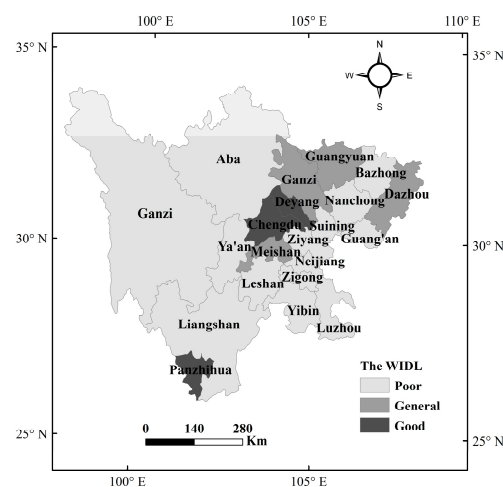 100° E 105° E 110° E
35° N 35° N
N
W E
S
Aba
Guangyuan
Bazhong
Gauzi
Dazhou
Deyang Nanchong
Ganzi
Chengdu Suining
30° N Ya'an Ziyang Guang'an 30° N
Meishan
Neijiang
Leshan Zigong
Yibin
Liangshan
Luzhou
Panzhihua
The WIDL
Poor
General
Good
0 140 280
Km
25° N 25° N
100° E 105° E